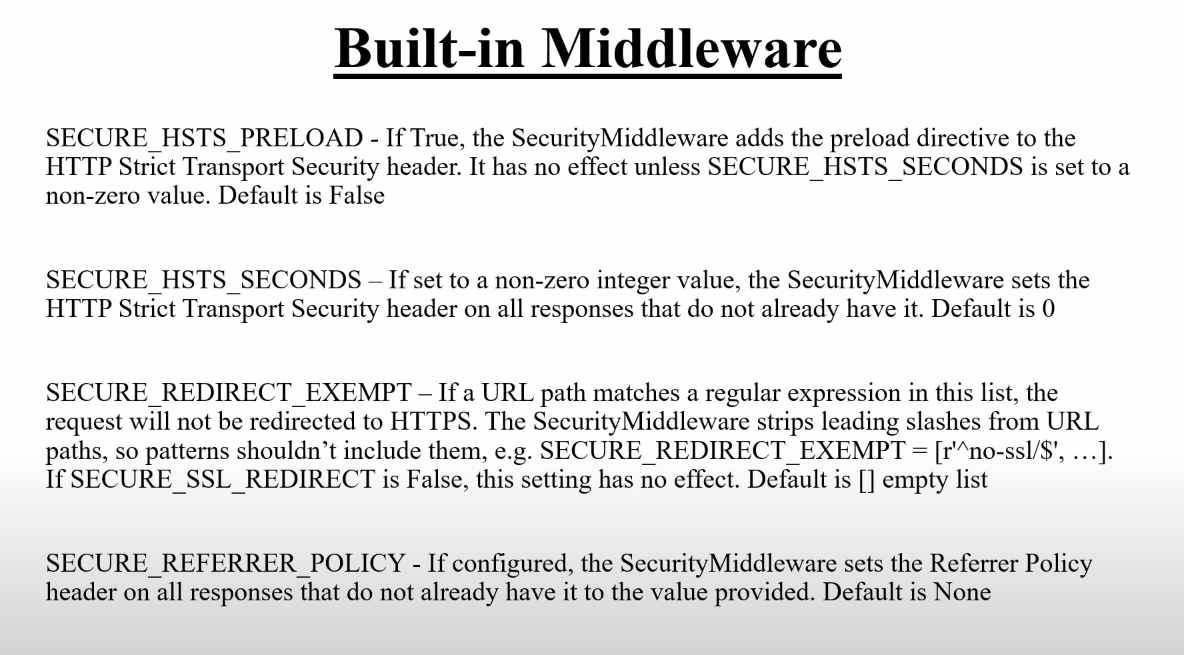 Built-in Middleware
SECURE_HSTS_PRELOAD - If True, the SecurityMiddleware adds the preload directive to the
HTTP Strict Transport Security header. It has no effect unless SECURE_HSTS_SECONDS is set to a
non-zero value. Default is False
SECURE_HSTS_SECONDS – If set to a non-zero integer value, the SecurityMiddleware sets the
HTTP Strict Transport Security header on all responses that do not already have it. Default is 0
SECURE_REDIRECT_EXEMPT – If a URL path matches a regular expression in this list, the
request will not be redirected to HTTPS. The SecurityMiddleware strips leading slashes from URL
paths, so patterns shouldn’t include them, e.g. SECURE_REDIRECT_EXEMPT = [r'^no-ssl/$', …].
If SECURE_SSL_REDIRECT is False, this setting has no effect. Default is [] empty list
SECURE_REFERRER_POLICY - If configured, the SecurityMiddleware sets the Referrer Policy
header on all responses that do not already have it to the value provided. Default is None